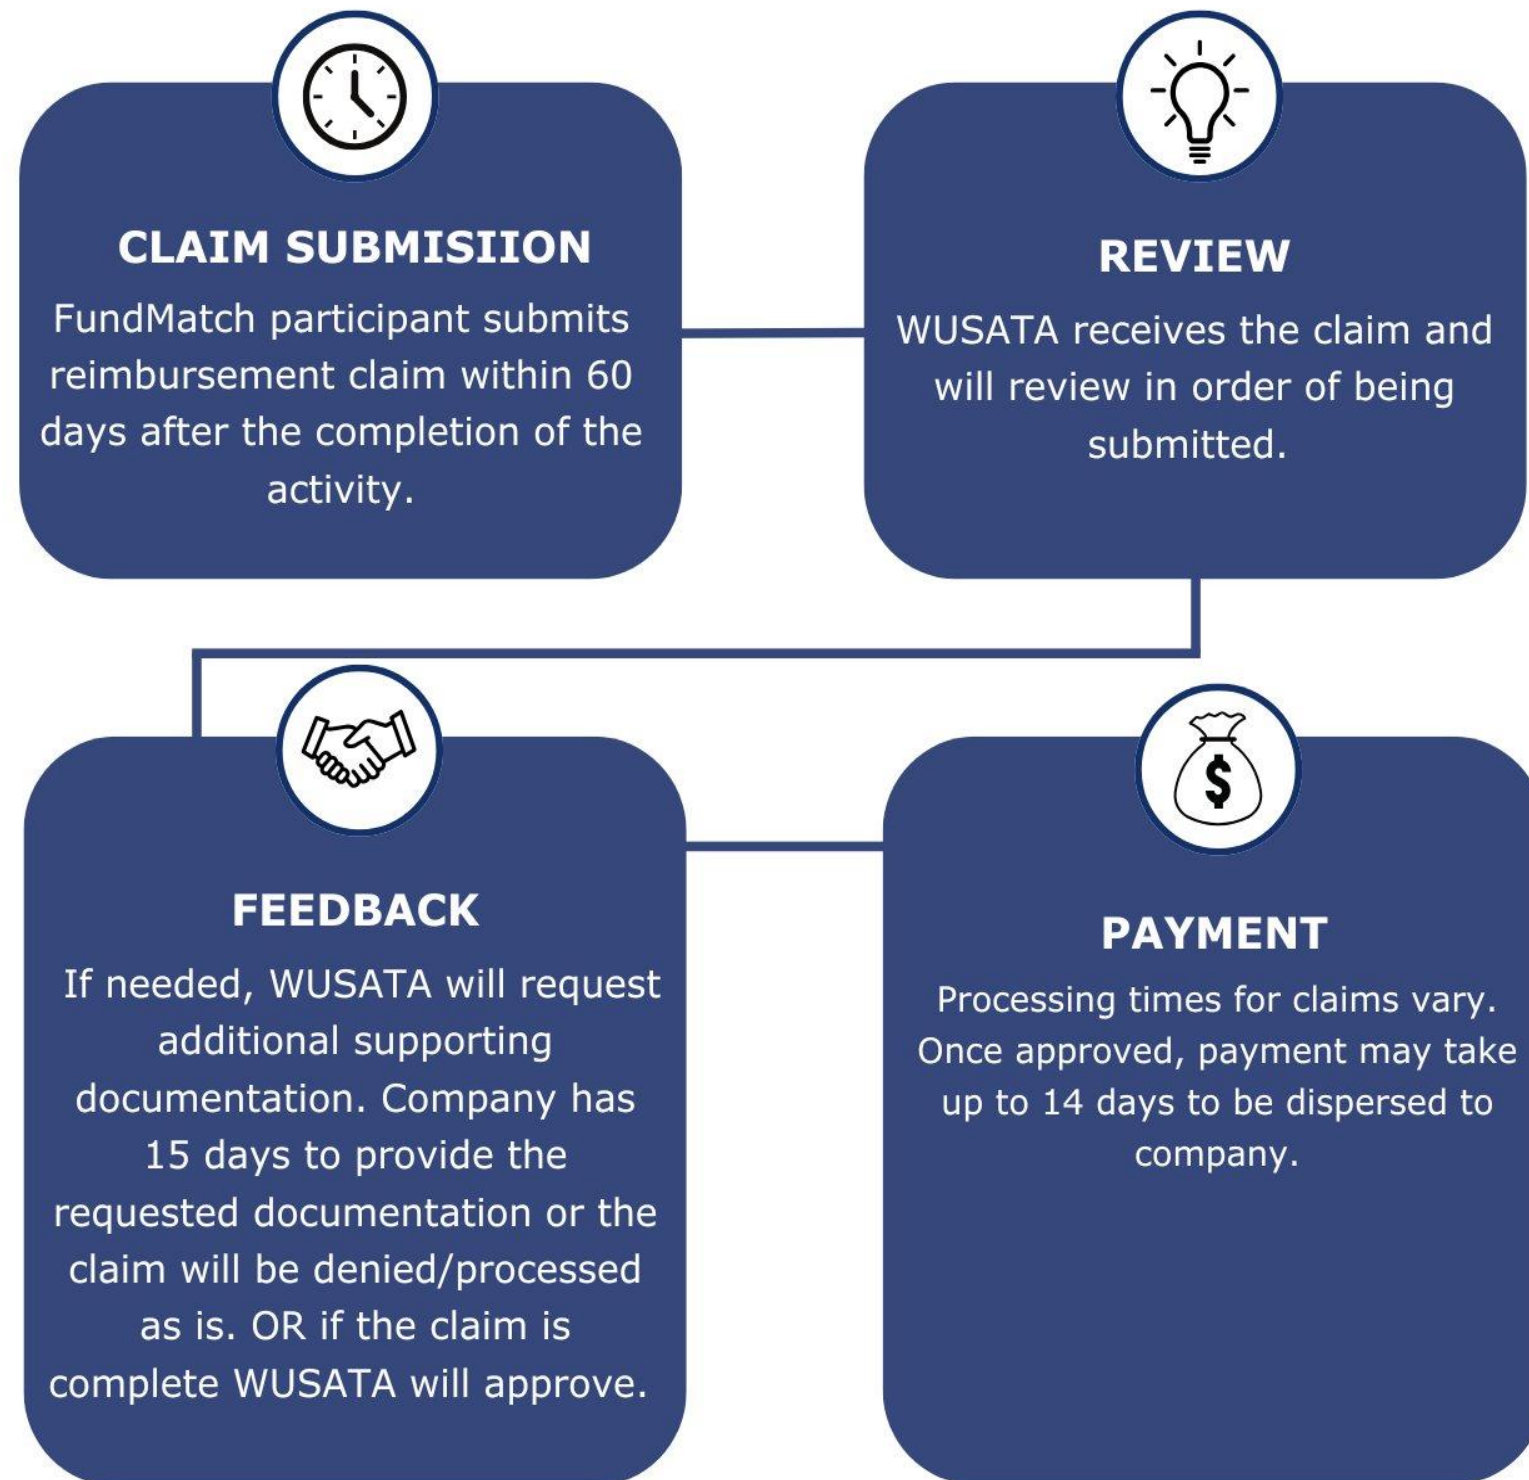 CLAIM SUBMISIION
FundMatch participant submits
reimbursement claim within 60
days after the completion of the
activity.
REVIEW
WUSATA receives the claim and
will review in order of being
submitted.
FEEDBACK
If needed, WUSATA will request
additional supporting
documentation. Company has
15 days to provide the
requested documentation or the
claim will be denied/processed
as is. OR if the claim is
complete WUSATA will approve.
$
PAYMENT
Processing times for claims vary.
Once approved, payment may take
up to 14 days to be dispersed to
company.